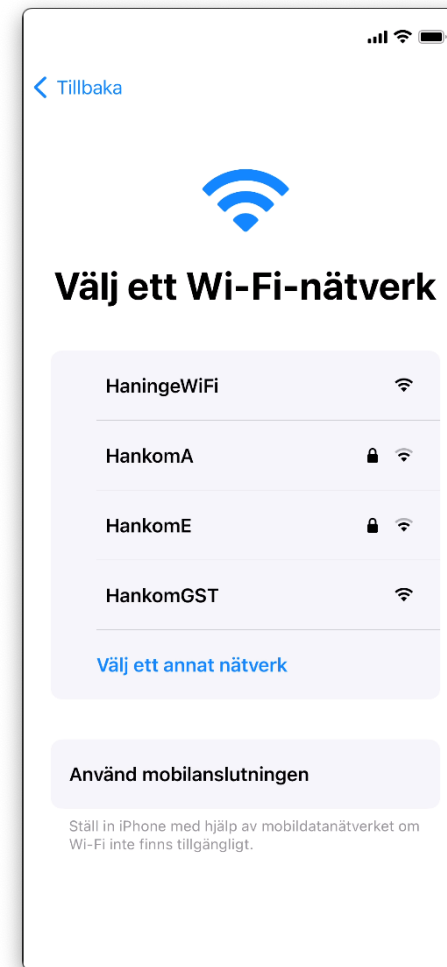 Tillbaka
Välj ett Wi-Fi-nätverk
HaningeWiFi
HankomA
HankomE
HankomGST
Välj ett annat nätverk
Använd mobilanslutningen
Ställ in iPhone med hjälp av mobildatanätverket om
Wi-Fi inte finns tillgängligt.